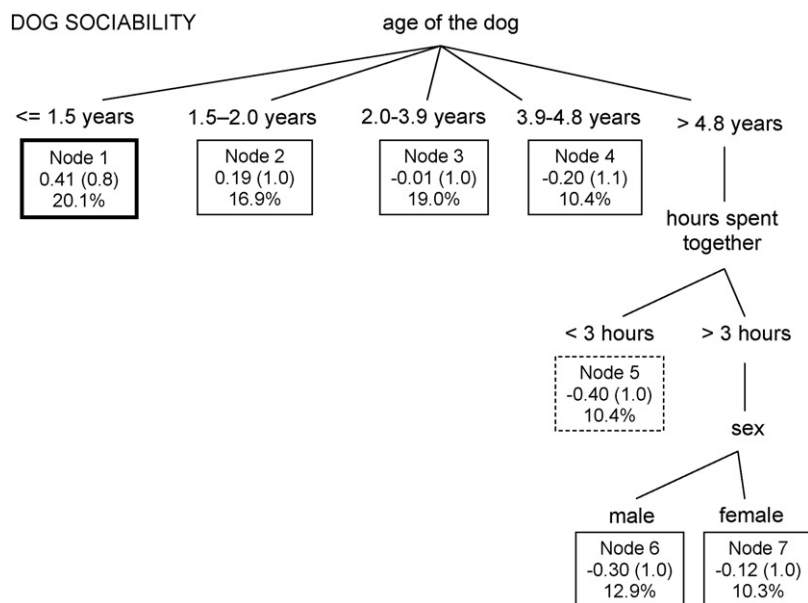 DOG SOCIABILITY
age of the dog
<= 1.5 years
1.5–2.0 years
2.0-3.9 years
3.9-4.8 years
> 4.8 years
Node 1
0.41 (0.8)
20.1%
Node 2
0.19 (1.0)
16.9%
Node 3
-0.01 (1.0)
19.0%
Node 4
-0.20 (1.1)
10.4%
hours spent
together
< 3 hours
> 3 hours
Node 5
-0.40 (1.0)
10.4%
sex
male
female
Node 6
-0.30 (1.0)
12.9%
Node 7
-0.12 (1.0)
10.3%